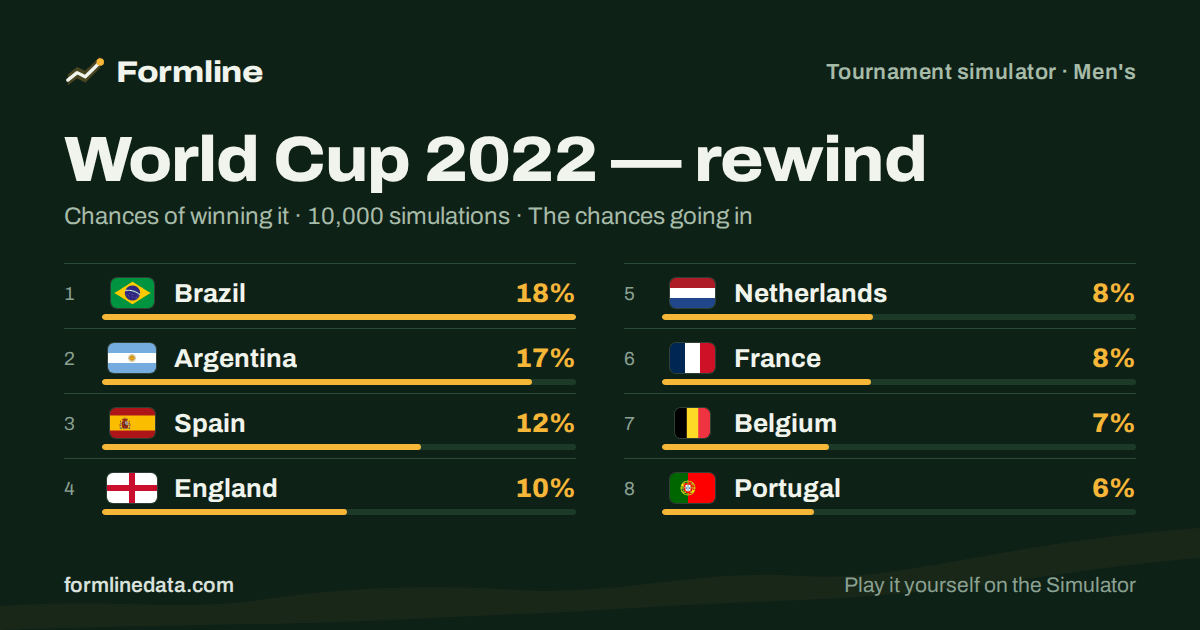 Formline
Tournament simulator · Men's
World Cup 2022 — rewind
Chances of winning it · 10,000 simulations · The chances going in
1 Brazil 18%
2 Argentina 17%
3 Spain 12%
4 England 10%
5 Netherlands 8%
6 France 8%
7 Belgium 7%
8 Portugal 6%
formlinedata.com
Play it yourself on the Simulator